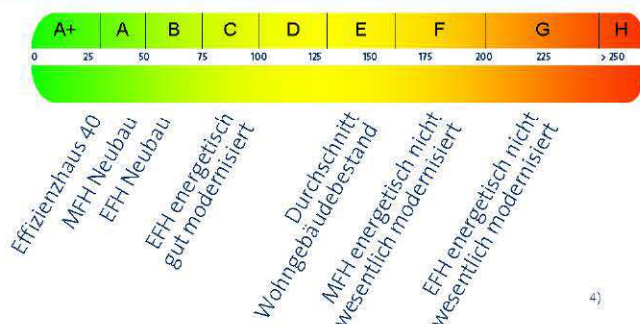 A+ A B C D E F G H
0 25 50 75 100 125 150 175 200 225 > 250
Effizienzhaus 40
MFH Neubau
EFH Neubau
EFH energetisch
gut modernisiert
Durchschnitt
Wohngebäudebestand
MFH energetisch nicht
wesentlich modernisiert
EFH energetisch nicht
wesentlich modernisiert
4)